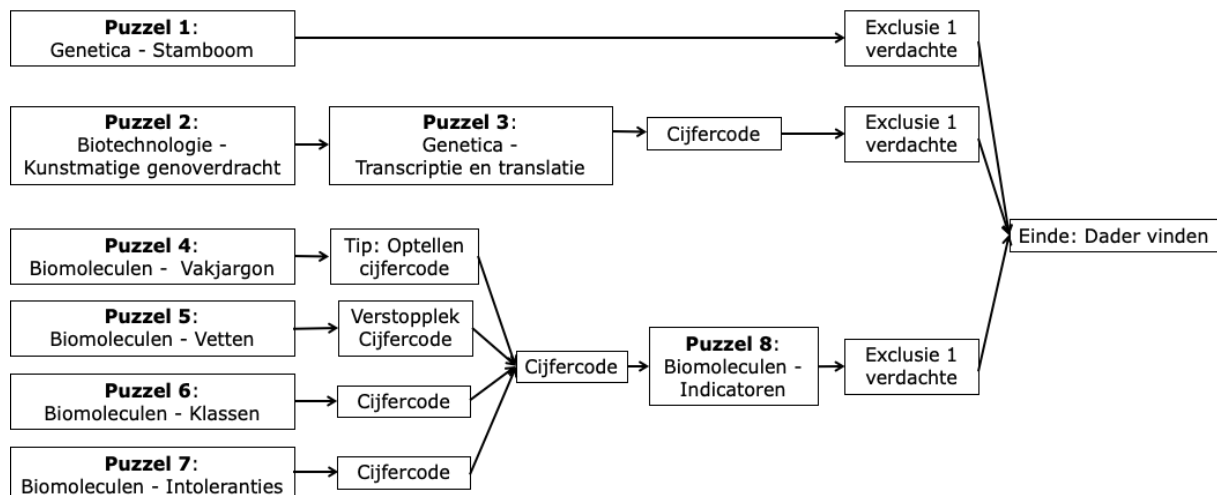 Puzzel 1:
Genetica - Stamboom
Exclusie 1
verdachte
Puzzel 2:
Biotechnologie -
Kunstmatige genoverdracht
Puzzel 3:
Genetica -
Transcriptie en translatie
Cijfercode
Exclusie 1
verdachte
Einde: Dader vinden
Puzzel 4:
Biomoleculen -  Vakjargon
Tip: Optellen
cijfercode
Puzzel 5:
Biomoleculen - Vetten
Verstopplek
Cijfercode
Cijfercode
Puzzel 8:
Biomoleculen -
Indicatoren
Exclusie 1
verdachte
Puzzel 6:
Biomoleculen - Klassen
Cijfercode
Puzzel 7:
Biomoleculen - Intoleranties
Cijfercode